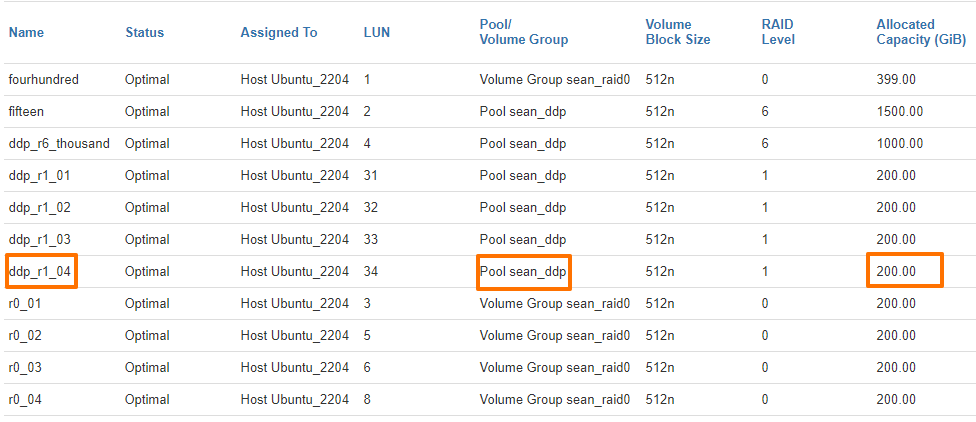 Name Status Assigned To LUN Pool/ Volume Group Volume Block Size RAID Level Allocated Capacity (GiB)
fourhundred Optimal Host Ubuntu_2204 1 Volume Group sean_raid0 512n 0 399.00
fifteen Optimal Host Ubuntu_2204 2 Pool sean_ddp 512n 6 1500.00
ddp_r6_thousand Optimal Host Ubuntu_2204 4 Pool sean_ddp 512n 6 1000.00
ddp_r1_01 Optimal Host Ubuntu_2204 31 Pool sean_ddp 512n 1 200.00
ddp_r1_02 Optimal Host Ubuntu_2204 32 Pool sean_ddp 512n 1 200.00
ddp_r1_03 Optimal Host Ubuntu_2204 33 Pool sean_ddp 512n 1 200.00
ddp_r1_04 Optimal Host Ubuntu_2204 34 Pool sean_ddp 512n 1 200.00
r0_01 Optimal Host Ubuntu_2204 3 Volume Group sean_raid0 512n 0 200.00
r0_02 Optimal Host Ubuntu_2204 5 Volume Group sean_raid0 512n 0 200.00
r0_03 Optimal Host Ubuntu_2204 6 Volume Group sean_raid0 512n 0 200.00
r0_04 Optimal Host Ubuntu_2204 8 Volume Group sean_raid0 512n 0 200.00